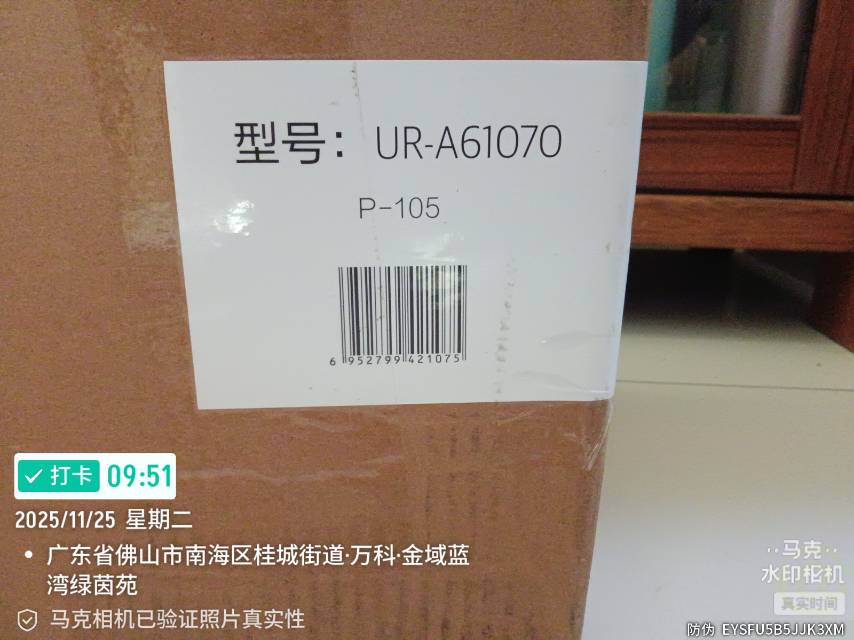 型号：UR-A61070
P-105
6 952799 421075
打卡 09:51
2025/11/25 星期二
广东省佛山市南海区桂城街道·万科·金域蓝
湾绿茵苑
马克相机已验证照片真实性
马克
水印相机
真实时间
防伪 EYSFU5B5JJK3XM